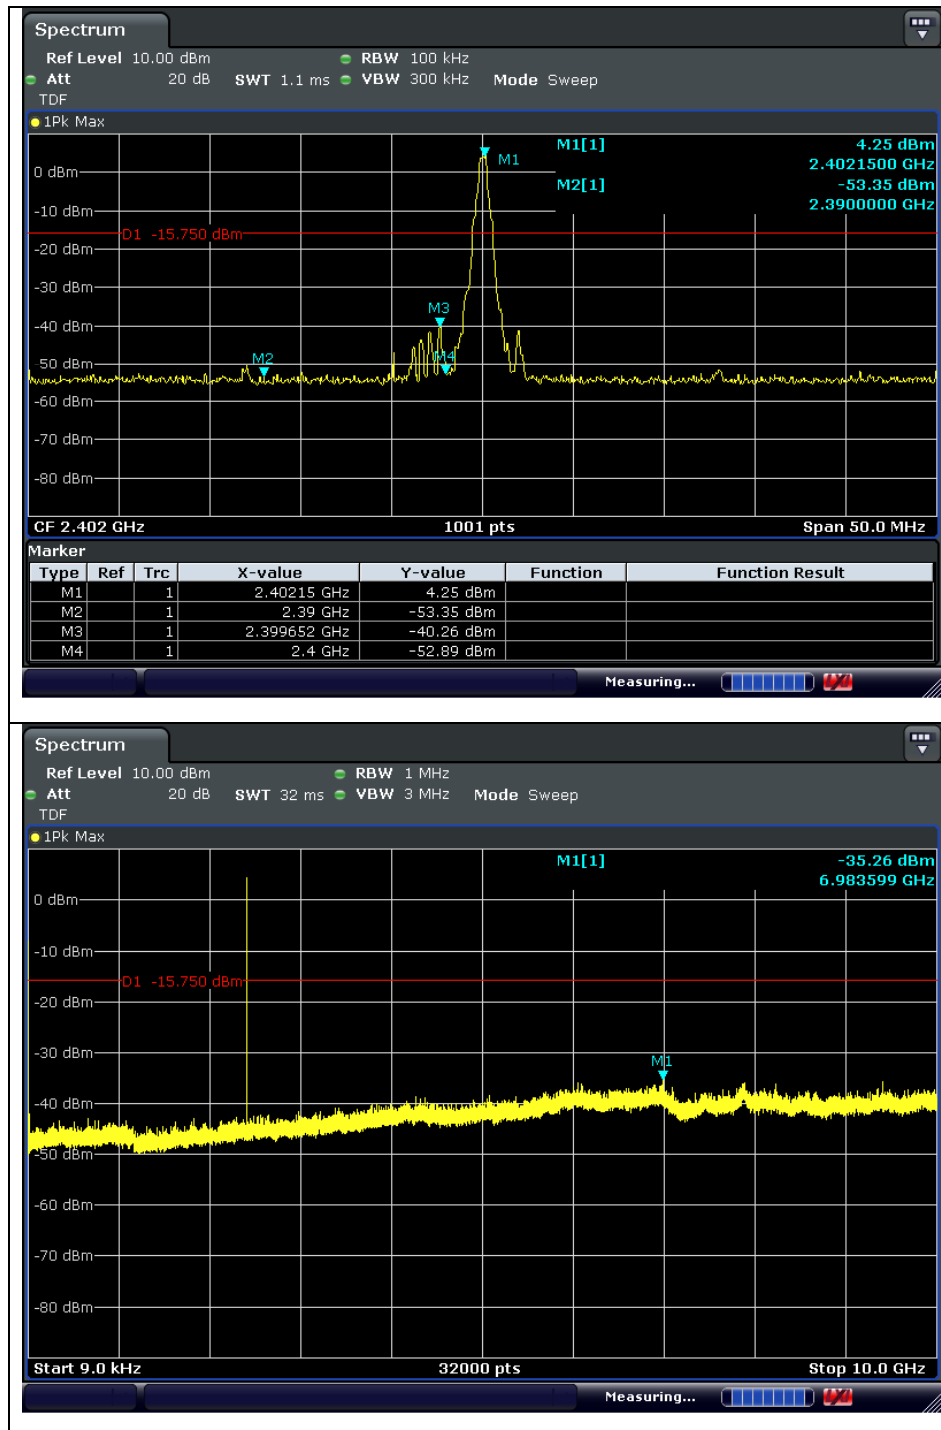 Spectrum
Ref Level 10.00 dBm RBW 100 kHz
Att 20 dB SWT 1.1 ms VBW 300 kHz Mode Sweep
TDF
1Pk Max
M1[1] 4.25 dBm
2.4021500 GHz
M2[1] -53.35 dBm
2.3900000 GHz
M1
0 dBm
-10 dBm
D1 -15.750 dBm
-20 dBm
-30 dBm
M3
-40 dBm
M2 M4
-50 dBm
-60 dBm
-70 dBm
-80 dBm
CF 2.402 GHz 1001 pts Span 50.0 MHz
Marker
Type Ref Trc X-value Y-value Function Function Result
M1 1 2.40215 GHz 4.25 dBm
M2 1 2.39 GHz -53.35 dBm
M3 1 2.399652 GHz -40.26 dBm
M4 1 2.4 GHz -52.89 dBm
Measuring...
Spectrum
Ref Level 10.00 dBm RBW 1 MHz
Att 20 dB SWT 32 ms VBW 3 MHz Mode Sweep
TDF
1Pk Max
M1[1] -35.26 dBm
6.983599 GHz
0 dBm
-10 dBm
D1 -15.750 dBm
-20 dBm
-30 dBm
M1
-40 dBm
-50 dBm
-60 dBm
-70 dBm
-80 dBm
Start 9.0 kHz 32000 pts Stop 10.0 GHz
Measuring...